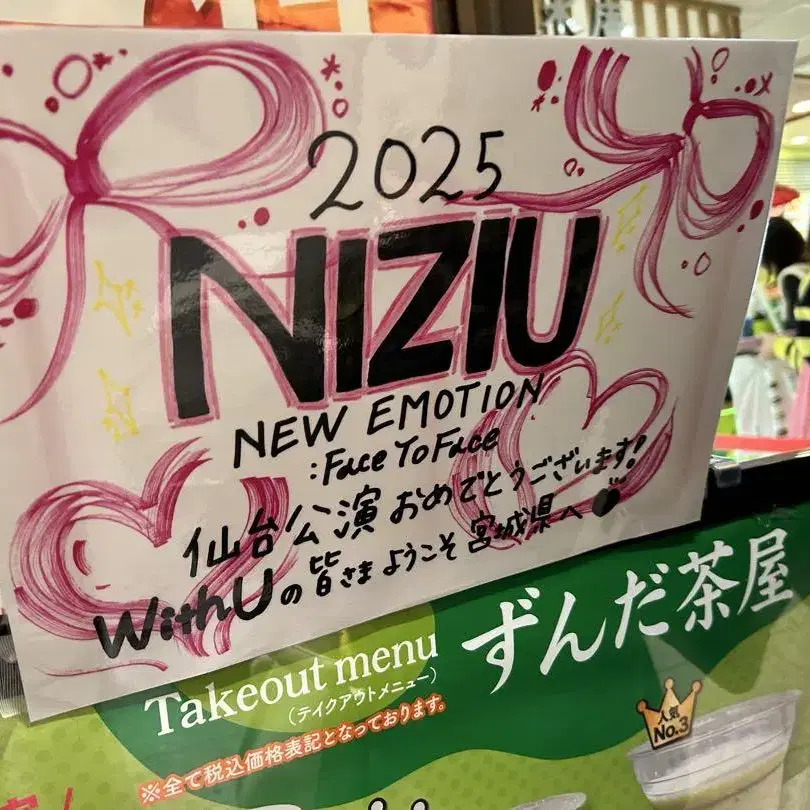 2025
NIZIU
NEW EMOTION
:Face To Face
仙台公演 おめでとうございます!
WithUの皆さま ようこそ 宮城県へ
ずんだ茶屋
Takeout menu
(テイクアウトメニュー)
※全て税込価格表記となっております。
人気
No.3